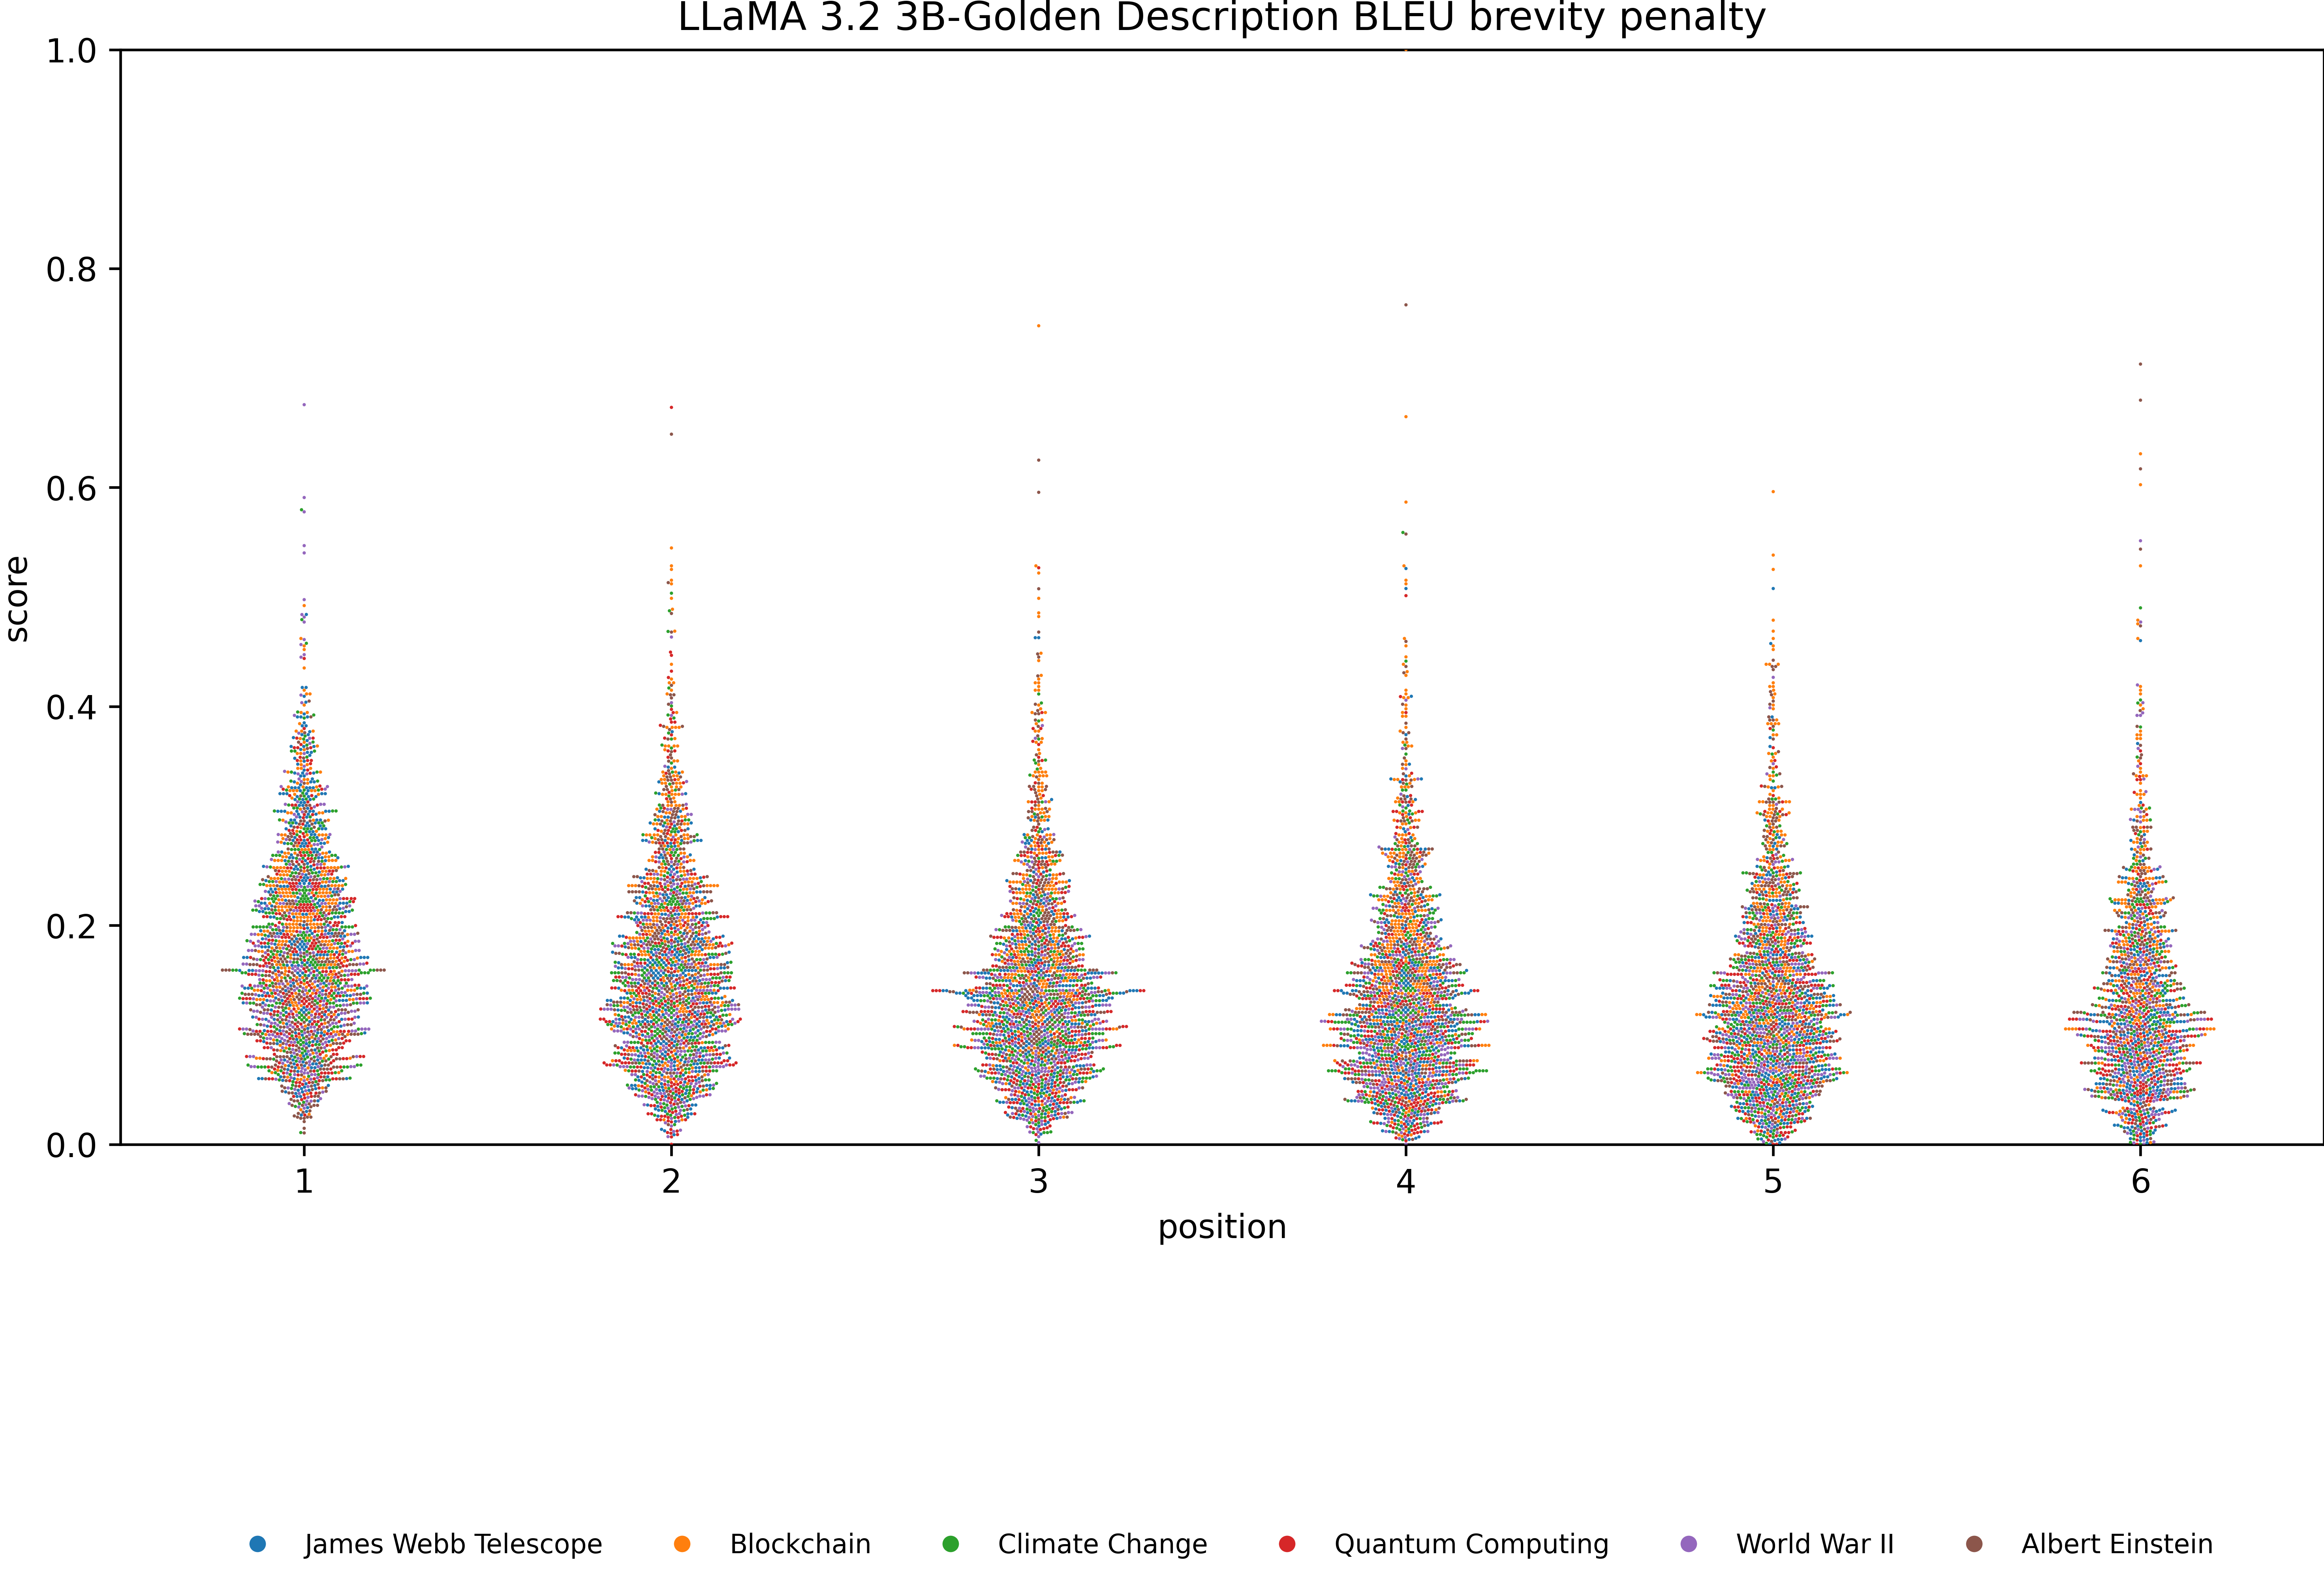 LLaMA 3.2 3B-Golden Description BLEU brevity penalty
1.0
0.8
0.6
0.4
0.2
0.0
score
1 2 3 4 5 6
position
James Webb Telescope Blockchain Climate Change Quantum Computing World War II Albert Einstein